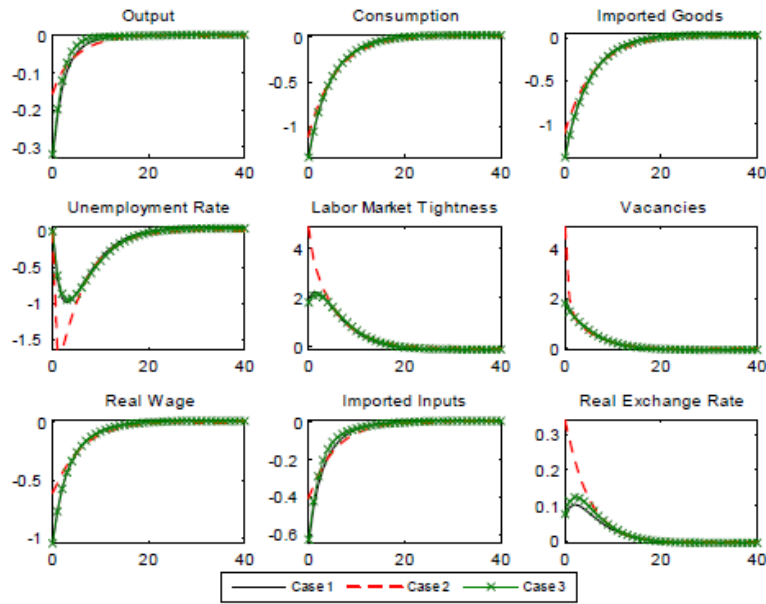 Output Consumption Imported Goods
0 0 0
-0.1
-0.5 -0.5
-0.2
-1 -1
-0.3
0 20 40 0 20 40 0 20 40
Unemployment Rate Labor Market Tightness Vacancies
0 4 4
-0.5
2 2
-1
-1.5 0 0
0 20 40 0 20 40 0 20 40
Real Wage Imported Inputs Real Exchange Rate
0 0 0.3
-0.2
-0.5 0.2
-0.4
0.1
-1 -0.6 0
0 20 40 0 20 40 0 20 40
Case 1 Case 2 Case 3